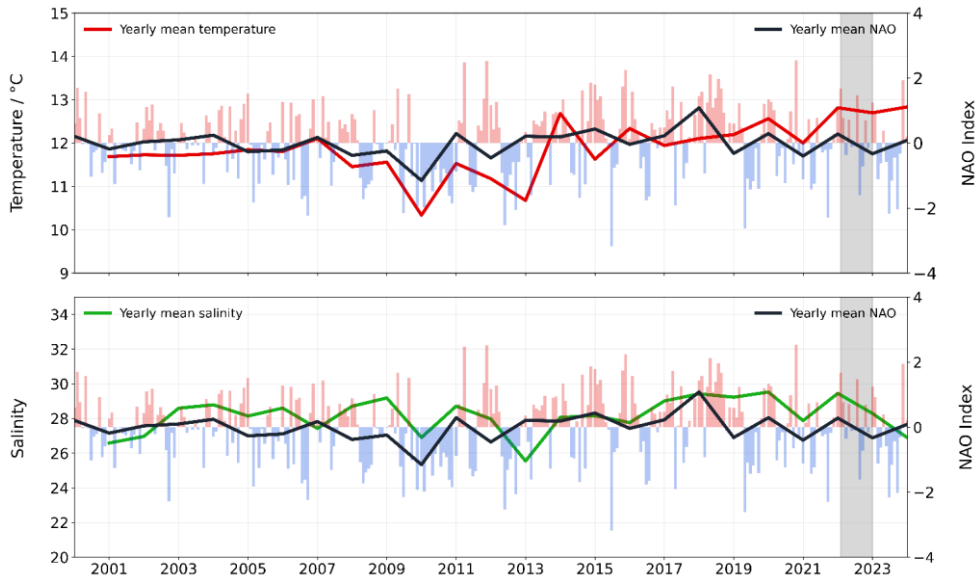 Yearly mean temperature
Yearly mean NAO
Temperature / °C
15
14
13
12
11
10
9
4
2
0
−2
−4
NAO Index
Yearly mean salinity
Yearly mean NAO
Salinity
34
32
30
28
26
24
22
20
4
2
0
−2
−4
NAO Index
2001 2003 2005 2007 2009 2011 2013 2015 2017 2019 2021 2023